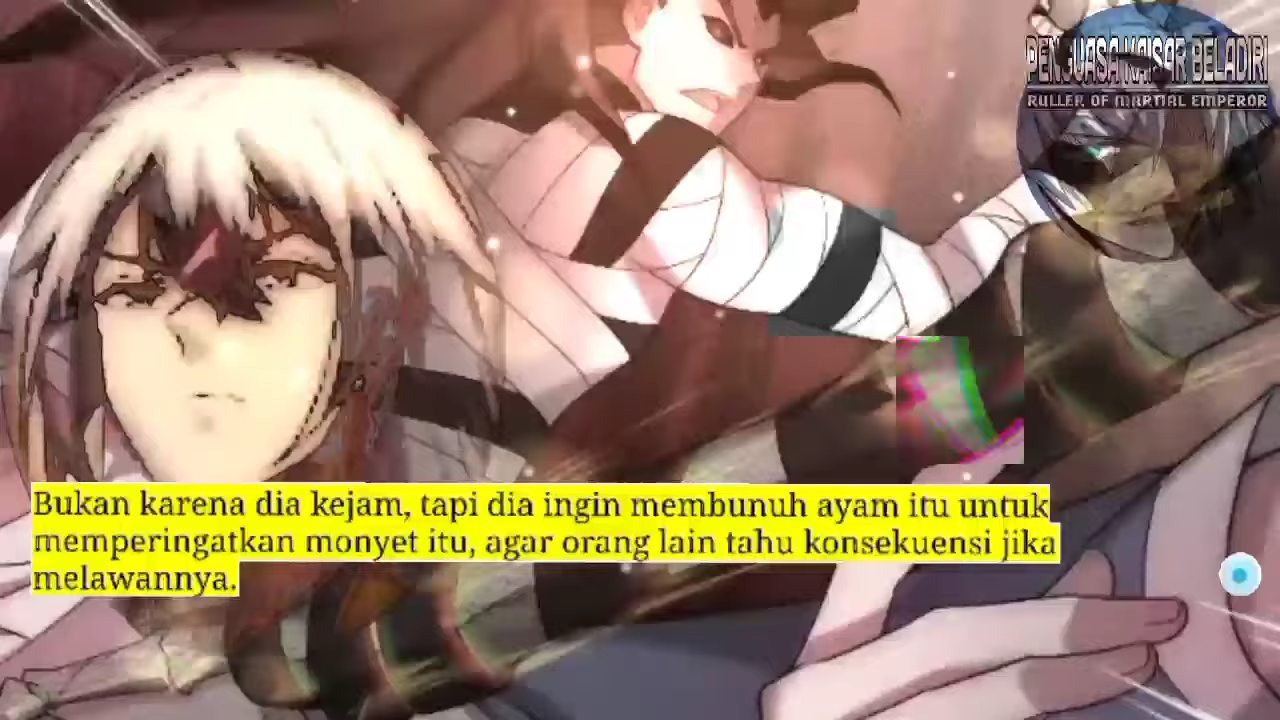 PENGUASA KAISAR BELADIRI
RULLER OF MARTIAL EMPEROR
Bukan karena dia kejam, tapi dia ingin membunuh ayam itu untuk
memperingatkan monyet itu, agar orang lain tahu konsekuensi jika
melawannya.